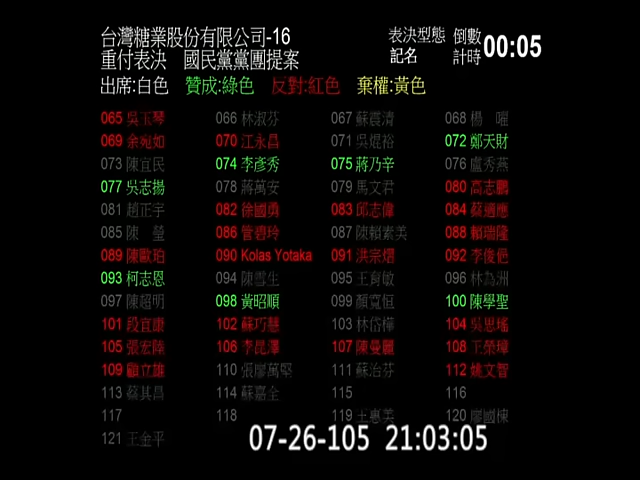 台灣糖業股份有限公司-16 表決型態 倒數 00:05
重付表決 國民黨黨團提案 記名 計時
出席:白色 贊成:綠色 反對:紅色 棄權:黃色
065 吳玉琴 066 林淑芬 067 蘇震清 068 楊 曜
069 余宛如 070 江永昌 071 吳焜裕 072 鄭天財
073 陳宜民 074 李彥秀 075 蔣乃辛 076 盧秀燕
077 吳志揚 078 蔣萬安 079 馬文君 080 高志鵬
081 趙正宇 082 徐國勇 083 邱志偉 084 蔡適應
085 陳 瑩 086 管碧玲 087 陳賴素美 088 賴瑞隆
089 陳歐珀 090 Kolas Yotaka 091 洪宗熠 092 李俊俋
093 柯志恩 094 陳雪生 095 王育敏 096 林為洲
097 陳超明 098 黃昭順 099 顏寬恒 100 陳學聖
101 段宜康 102 蘇巧慧 103 林岱樺 104 吳思瑤
105 張宏陸 106 李昆澤 107 陳曼麗 108 王榮璋
109 顧立雄 110 張廖萬堅 111 蘇治芬 112 姚文智
113 蔡其昌 114 蘇嘉全 115 116
117 118 119 王惠美 120 廖國棟
121 王金平
07-26-105 21:03:05